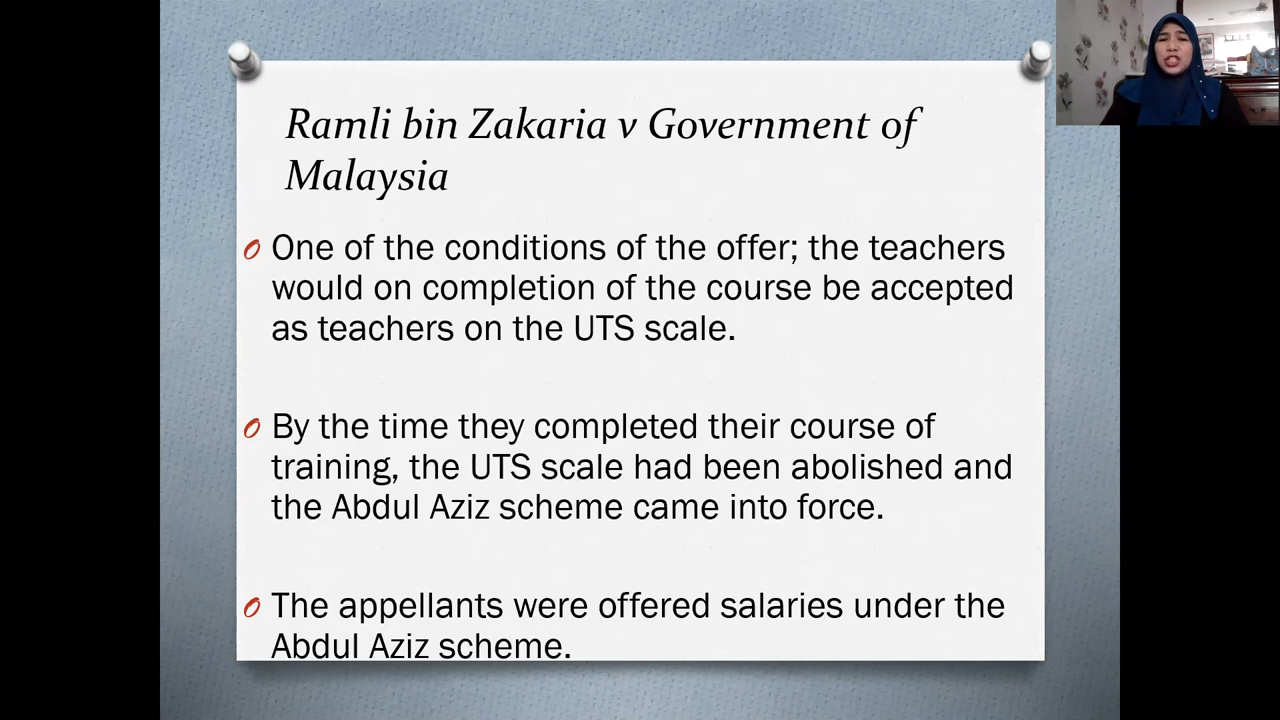 Ramli bin Zakaria v Government of
Malaysia
One of the conditions of the offer; the teachers
would on completion of the course be accepted
as teachers on the UTS scale.
By the time they completed their course of
training, the UTS scale had been abolished and
the Abdul Aziz scheme came into force.
The appellants were offered salaries under the
Abdul Aziz scheme.